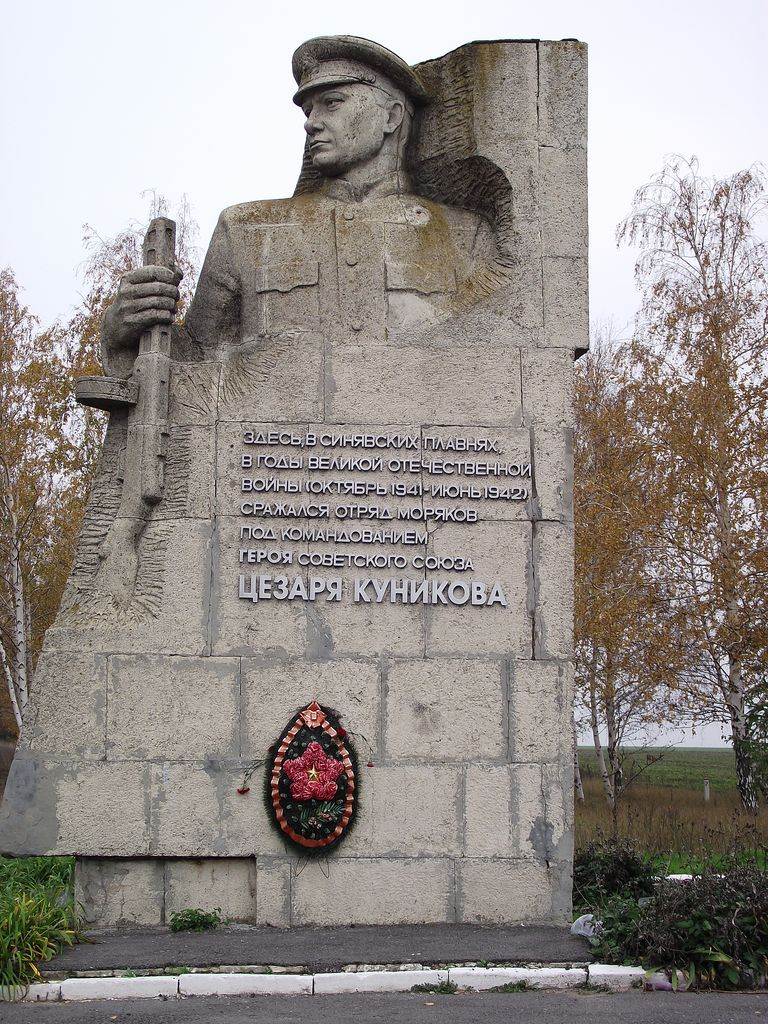 ЗДЕСЬ, В СИНЯВСКИХ ПЛАВНЯХ,
В ГОДЫ ВЕЛИКОЙ ОТЕЧЕСТВЕННОЙ
ВОЙНЫ (ОКТЯБРЬ 1941-ИЮНЬ 1942)
СРАЖАЛСЯ ОТРЯД МОРЯКОВ
ПОД КОМАНДОВАНИЕМ
ГЕРОЯ СОВЕТСКОГО СОЮЗА
ЦЕЗАРЯ КУНИКОВА